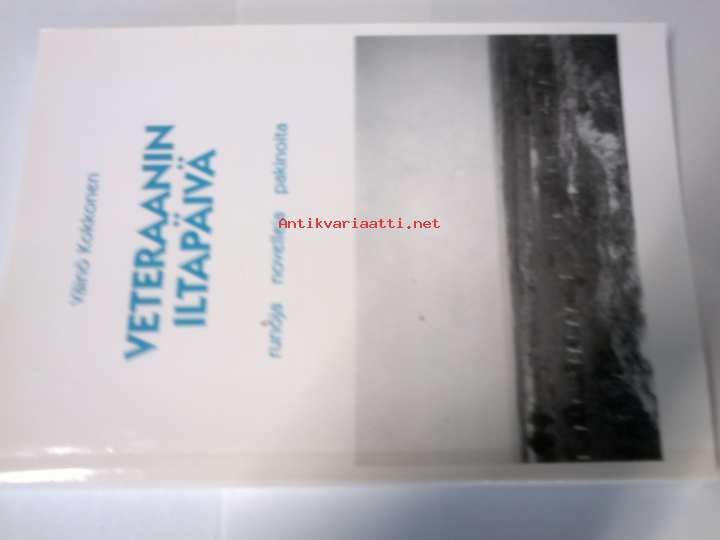 Väinö Kokkonen
VETERAANIN
ILTAPÄIVÄ
runoja novelleja pakinoita
Antikvariaatti.net